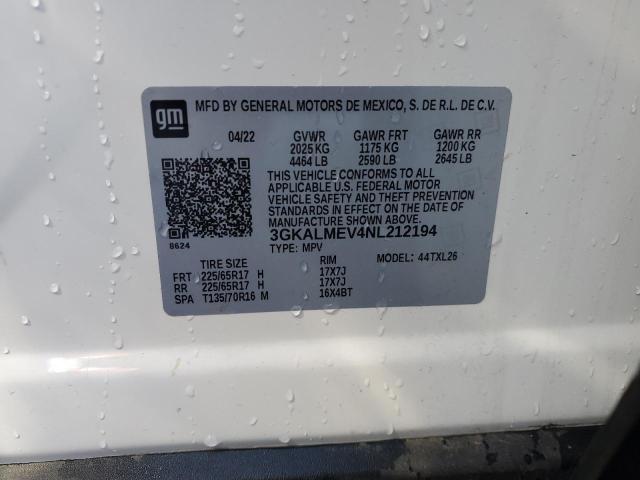 gm
MFD BY GENERAL MOTORS DE MEXICO, S. DE R.L. DE C.V.
04/22 GVWR GAWR FRT GAWR RR
2025 KG 1175 KG 1200 KG
4464 LB 2590 LB 2645 LB
THIS VEHICLE CONFORMS TO ALL
APPLICABLE U.S. FEDERAL MOTOR
VEHICLE SAFETY AND THEFT PREVENTION
STANDARDS IN EFFECT ON THE DATE OF
MANUFACTURE SHOWN ABOVE.
3GKALMEV4NL212194
8624
TYPE: MPV MODEL: 44TXL26
TIRE SIZE RIM
FRT 225/65R17 H 17X7J
RR 225/65R17 H 17X7J
SPA T135/70R16 M 16X4BT